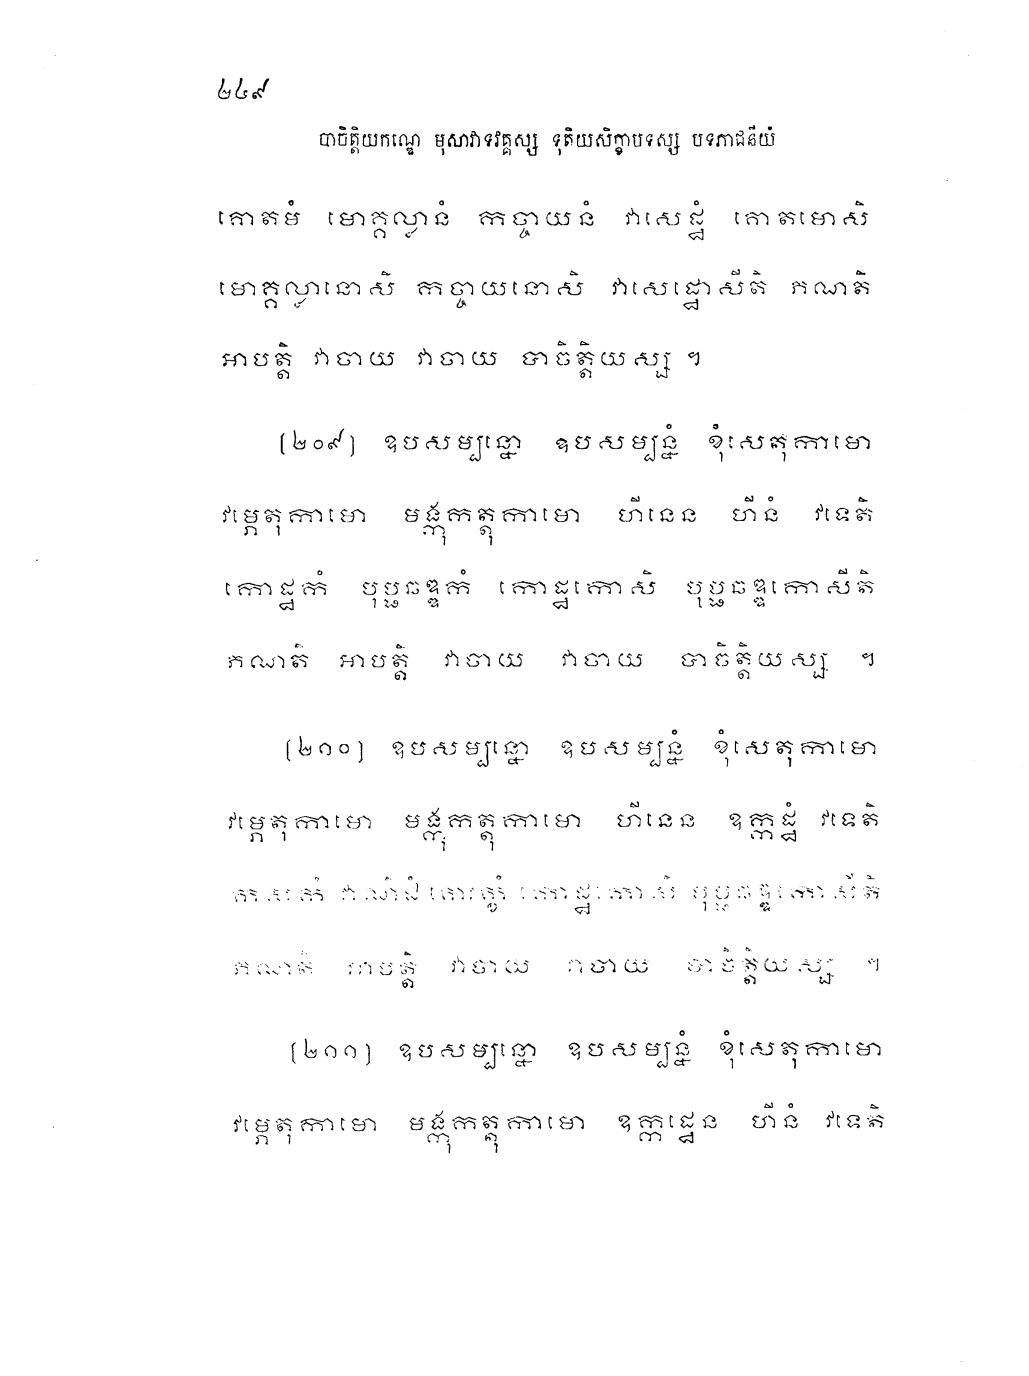 ២៤៩
បាចិត្តិយកណ្ឌេ មុសាវាទវគ្គស្ស ទុតិយសិក្ខាបទស្ស បទភាជនីយំ
គោតមំ មោគ្គល្លានំ កច្ចាយនំ វាសេដ្ឋំ គោតមោសិ
មោគ្គល្លានោសិ កច្ចាយនោសិ វាសេដ្ឋោសីតិ ភណតិ
អាបត្តិ វាចាយ វាចាយ បាចិត្តិយស្ស ។
(២០៩) ឧបសម្បន្នោ ឧបសម្បន្នំ ខុំសេតុកាមោ
វម្ភេតុកាមោ មង្កុកត្តុកាមោ ហីនេន ហីនំ វទេតិ
កោដ្ឋកំ បុប្ផឆឌ្ឌកំ កោដ្ឋកោសិ បុប្ផឆឌ្ឌកោសីតិ
ភណតិ អាបត្តិ វាចាយ វាចាយ បាចិត្តិយស្ស ។
(២១០) ឧបសម្បន្នោ ឧបសម្បន្នំ ខុំសេតុកាមោ
វម្ភេតុកាមោ មង្កុកត្តុកាមោ ហីនេន ឧក្កដ្ឋំ វទេតិ
កោដ្ឋកោសិ បុប្ផឆឌ្ឌកោសីតិ
ភណតិ អាបត្តិ វាចាយ វាចាយ បាចិត្តិយស្ស ។
(២១១) ឧបសម្បន្នោ ឧបសម្បន្នំ ខុំសេតុកាមោ
វម្ភេតុកាមោ មង្កុកត្តុកាមោ ឧក្កដ្ឋេន ហីនំ វទេតិ